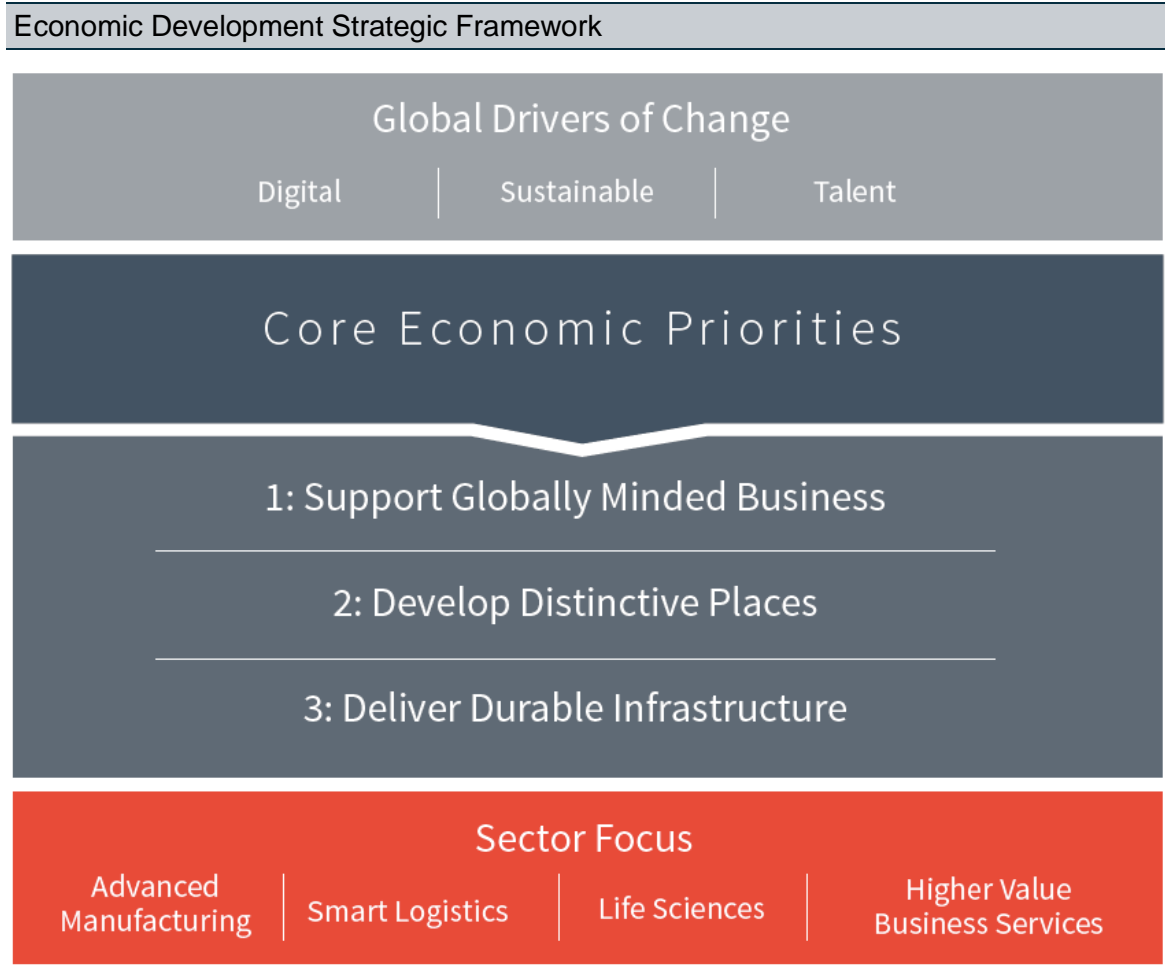 Economic Development Strategic Framework
Global Drivers of Change
Digital
Sustainable
Talent
Core Economic Priorities
1: Support Globally Minded Business
2: Develop Distinctive Places
3: Deliver Durable Infrastructure
Sector Focus
Advanced
Manufacturing
Smart Logistics
Life Sciences
Higher Value
Business Services